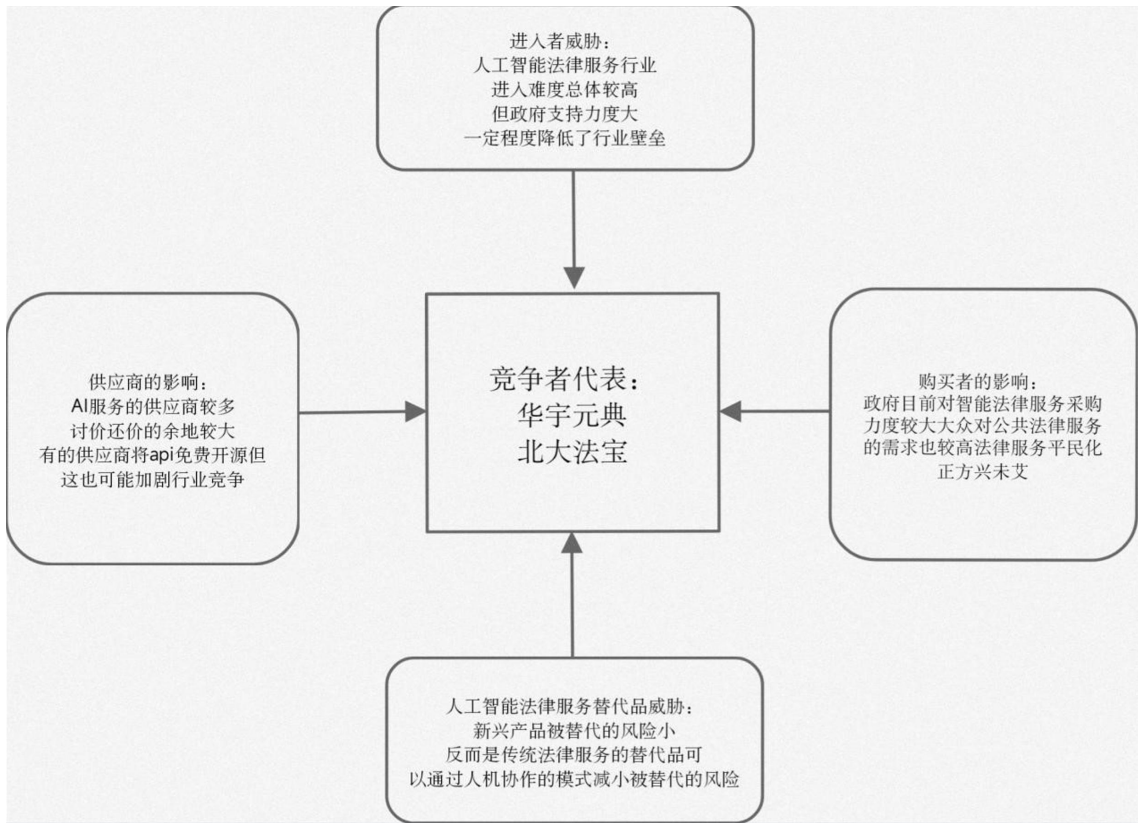 进入者威胁：
人工智能法律服务行业
进入难度总体较高
但政府支持力度大
一定程度降低了行业壁垒
供应商的影响：
AI服务的供应商较多
讨价还价的余地较大
有的供应商将api免费开源但
这也可能加剧行业竞争
竞争者代表：
华宇元典
北大法宝
购买者的影响：
政府目前对智能法律服务采购
力度较大大众对公共法律服务
的需求也较高法律服务平民化
正方兴未艾
人工智能法律服务替代品威胁：
新兴产品被替代的风险小
反而是传统法律服务的替代品可
以通过人机协作的模式减小被替代的风险